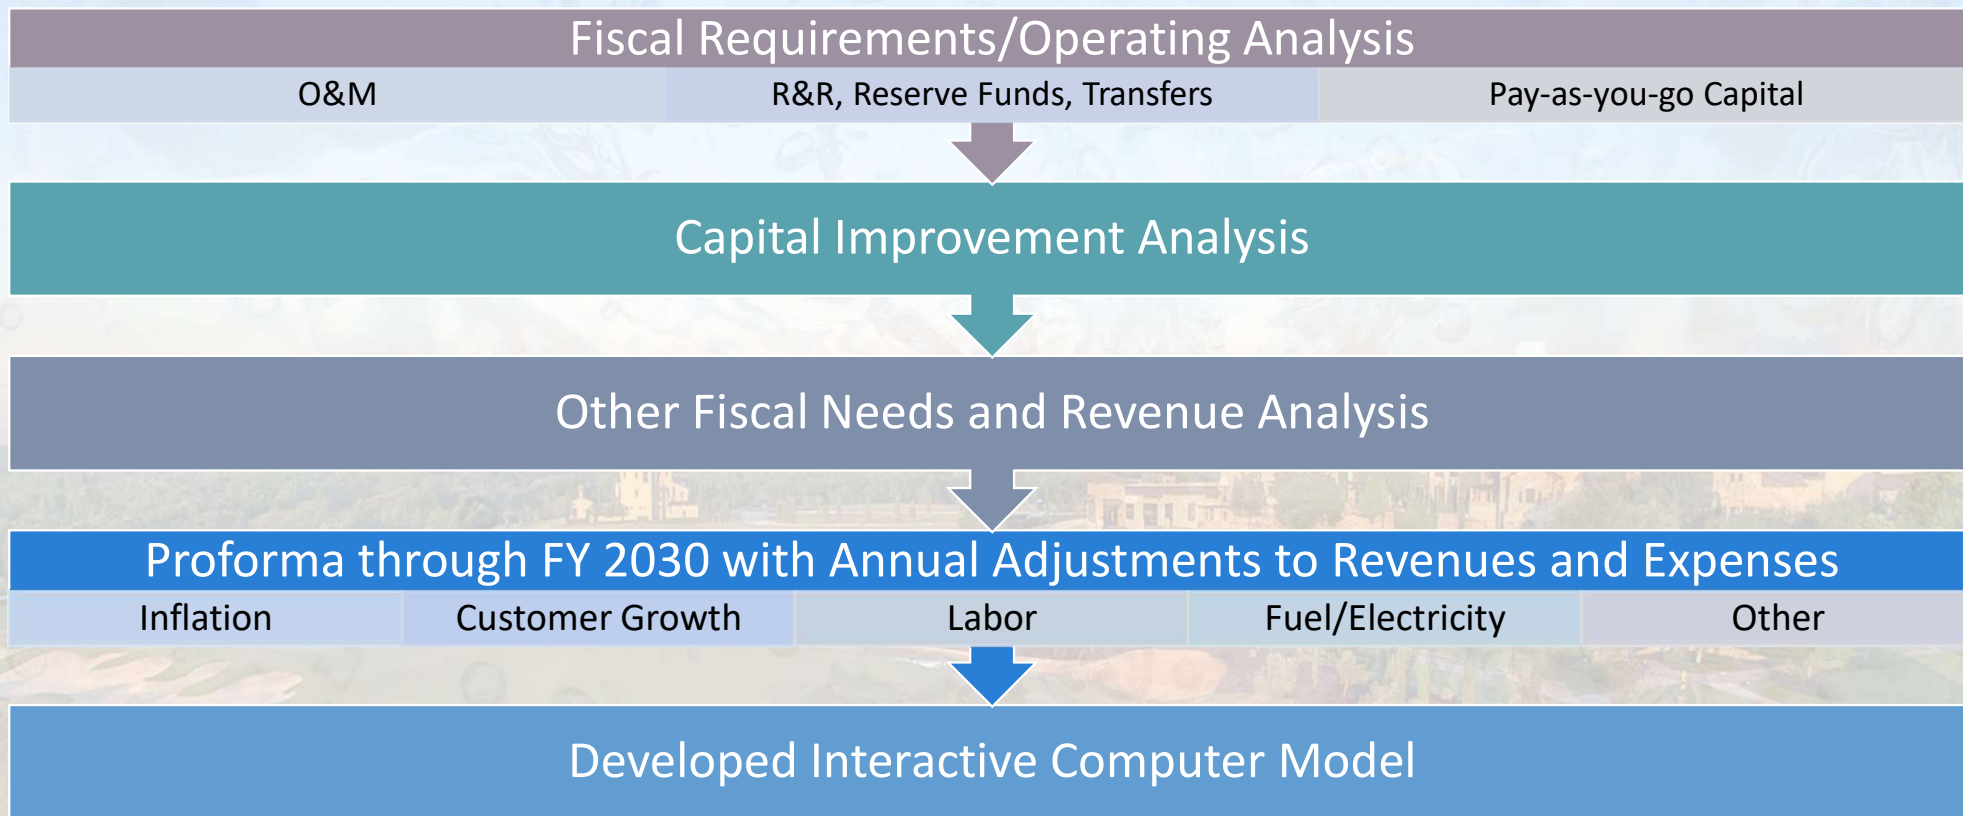 Fiscal Requirements/Operating Analysis
O&M
R&R, Reserve Funds, Transfers
Pay-as-you-go Capital
Capital Improvement Analysis
Other Fiscal Needs and Revenue Analysis
Proforma through FY 2030 with Annual Adjustments to Revenues and Expenses
Inflation
Customer Growth
Labor
Fuel/Electricity
Other
Developed Interactive Computer Model